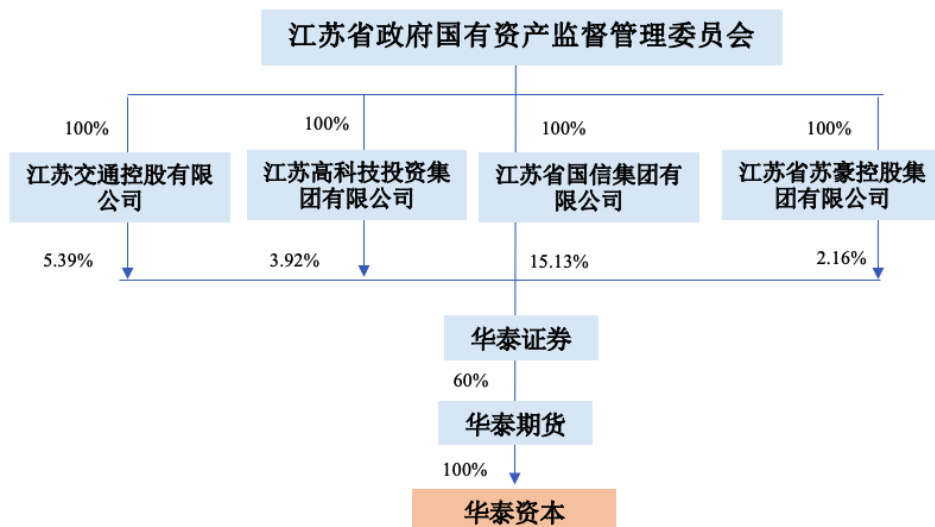 江苏省政府国有资产监督管理委员会
100%
100%
100%
100%
江苏交通控股有限
公司
江苏高科技投资集
团有限公司
江苏省国信集团有
限公司
江苏省苏豪控股集
团有限公司
5.39%
3.92%
15.13%
2.16%
华泰证券
60%
华泰期货
100%
华泰资本